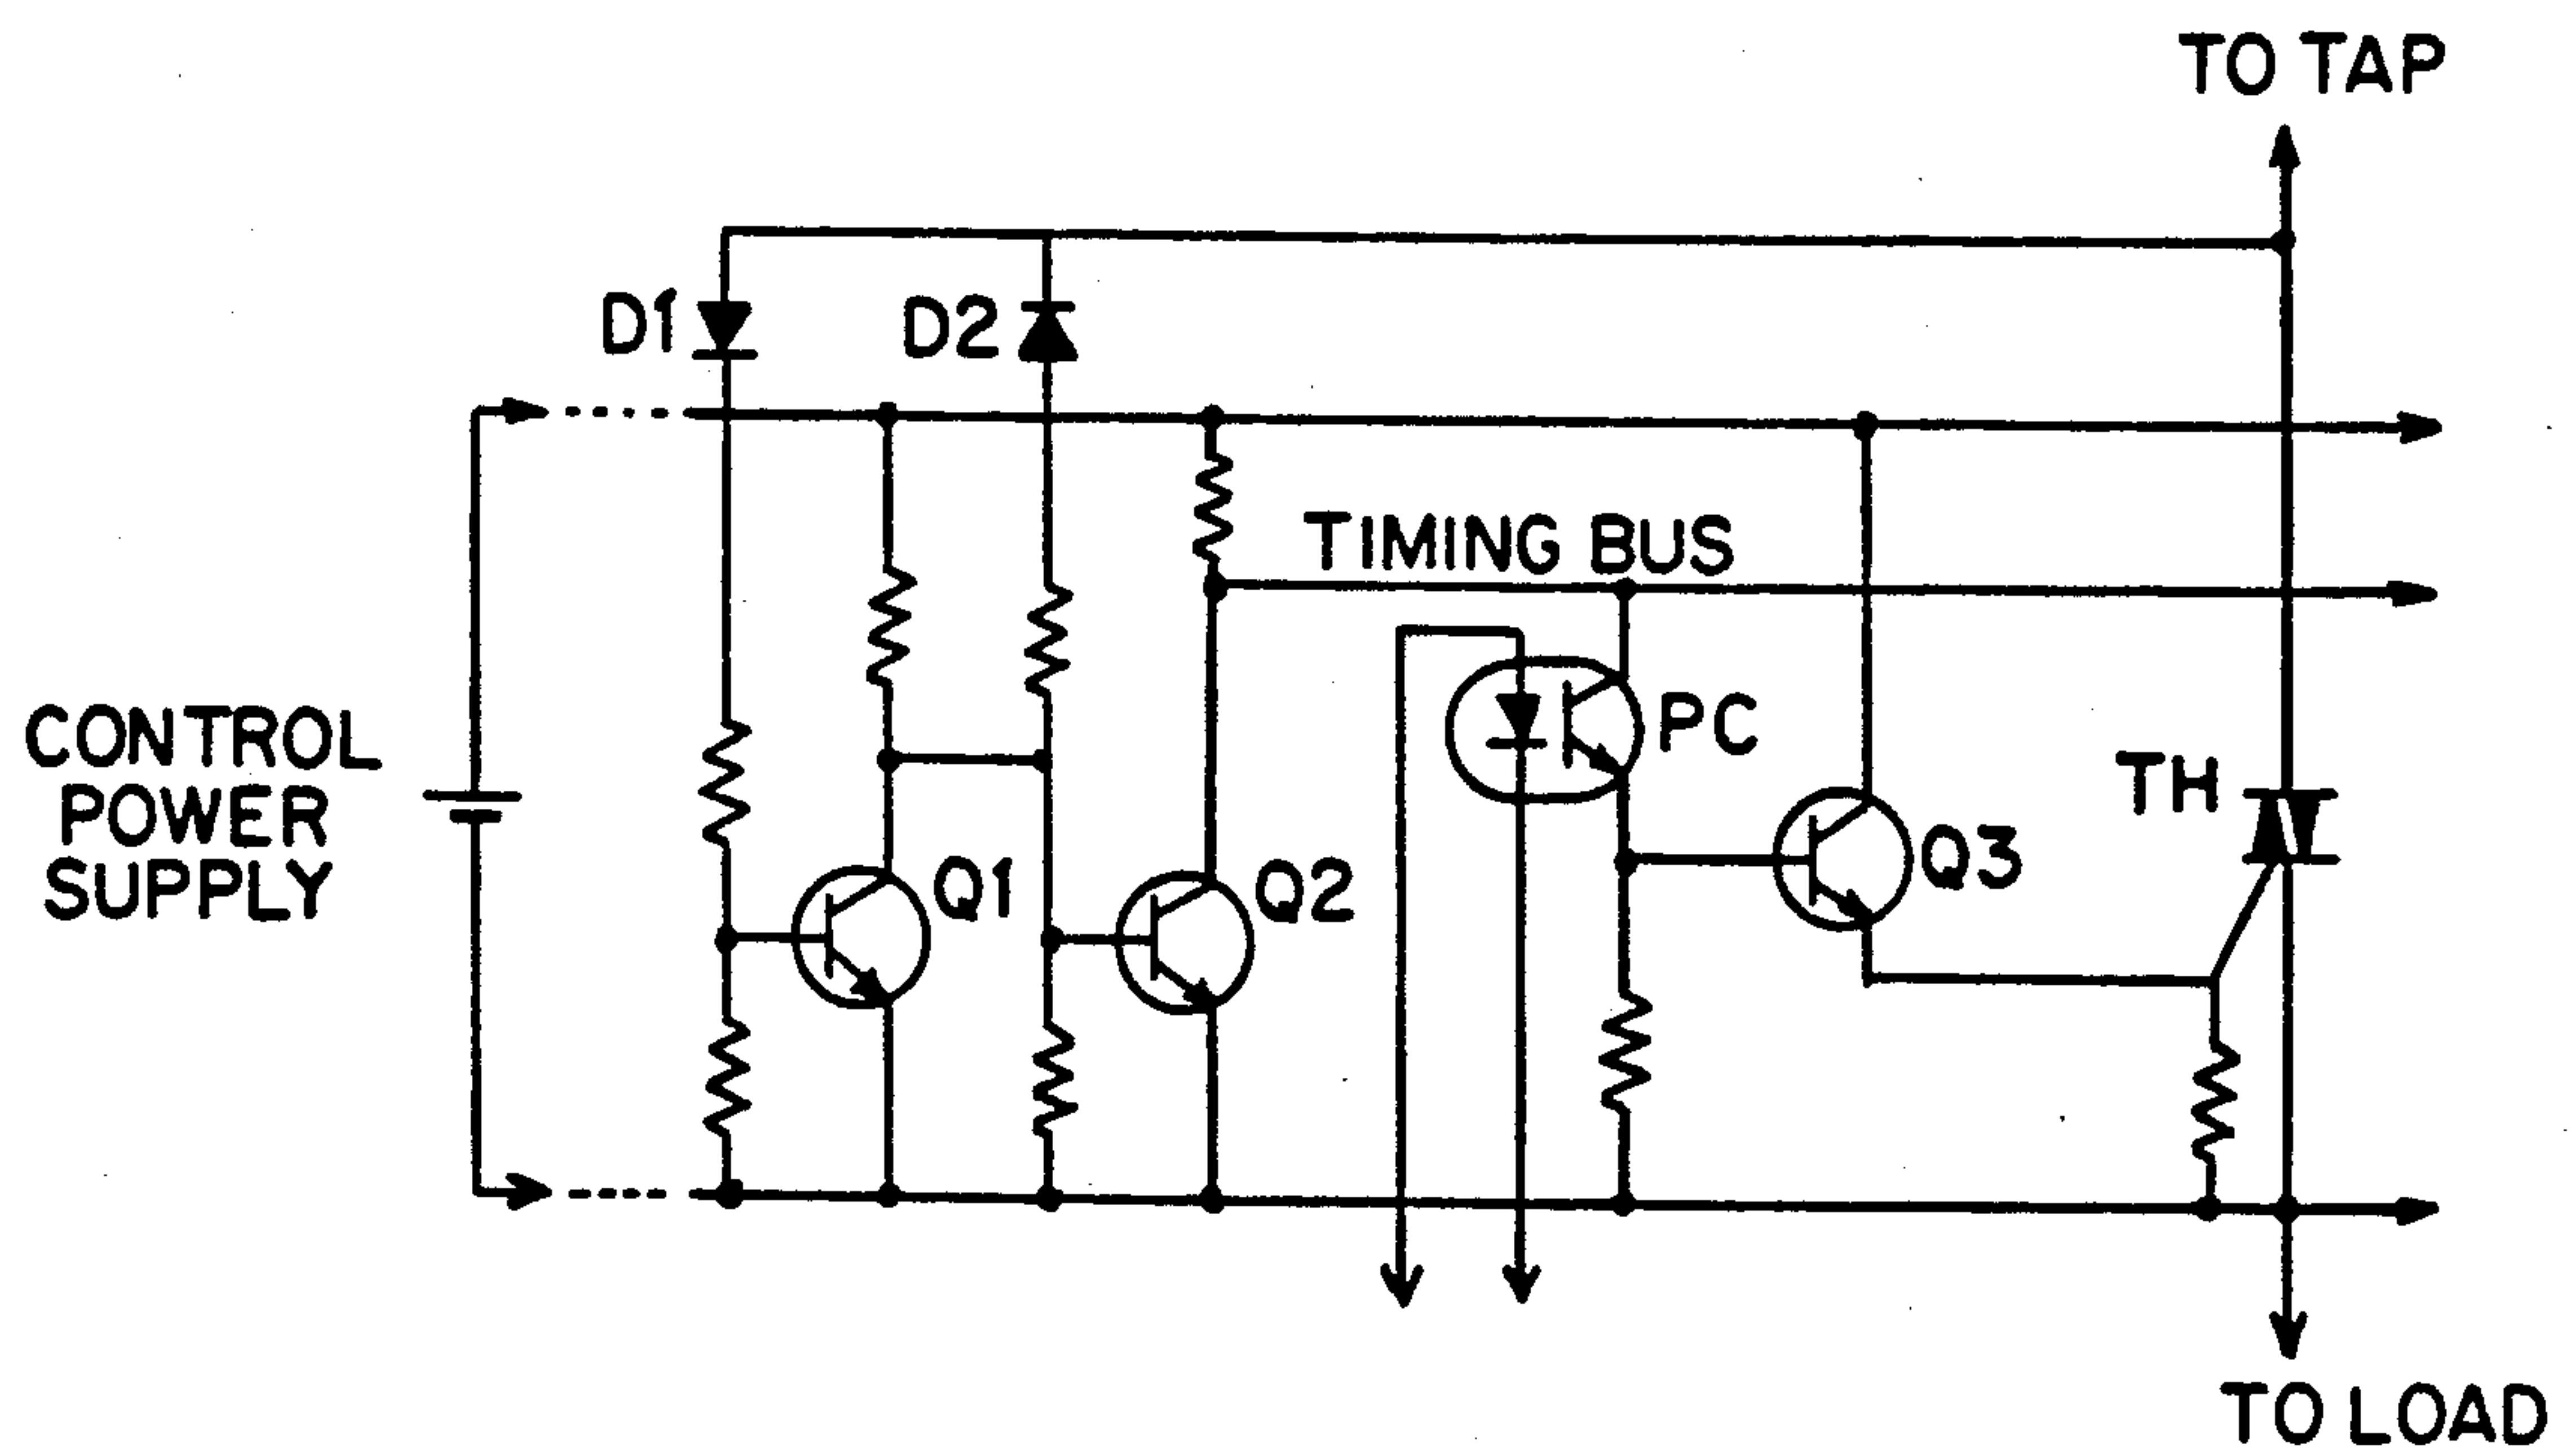 TO TAP
D1
D2
TIMING BUS
CONTROL
POWER
SUPPLY
PC
TH
Q1
Q2
Q3
TO LOAD